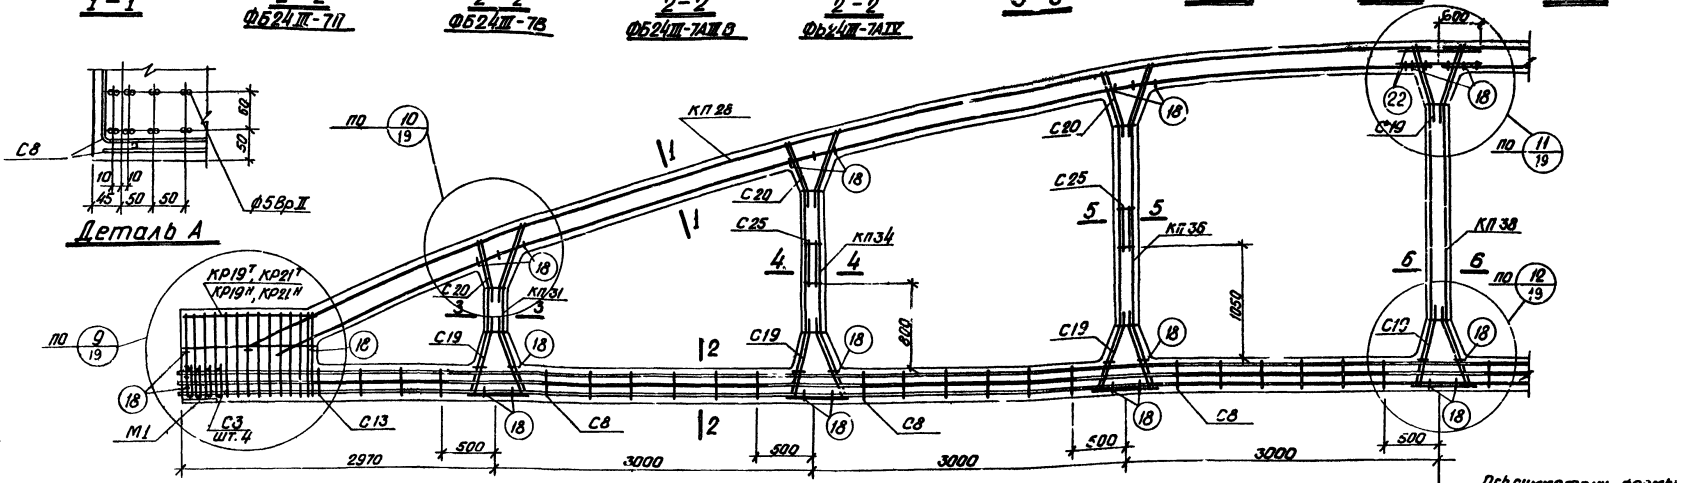 1-1
2-2
ФБ24III-7П
2-2
ФБ24III-7В
2-2
ФБ24III-7АIIIВ
2-2
ФБ24III-7АIV
600
С8
60
50
10
10
45
50
50
Ф5ВрII
Деталь А
по 10/19
КП28
1
1
18
С20
22
18
18
С20
С19
по 11/19
С25
КП34
4
4
С25
5
5
КП36
КП38
6
6
по 12/19
КР19Т, КР21Т
КР19Н, КР21Н
18
С20
КП31
3
3
800
1050
по 9/19
18
С19
18
2
С19
18
С19
18
С19
18
18
М1
С3
шт.4
С13
18
С8
2
18
С8
18
С8
18
500
500
500
500
2970
3000
3000
3000